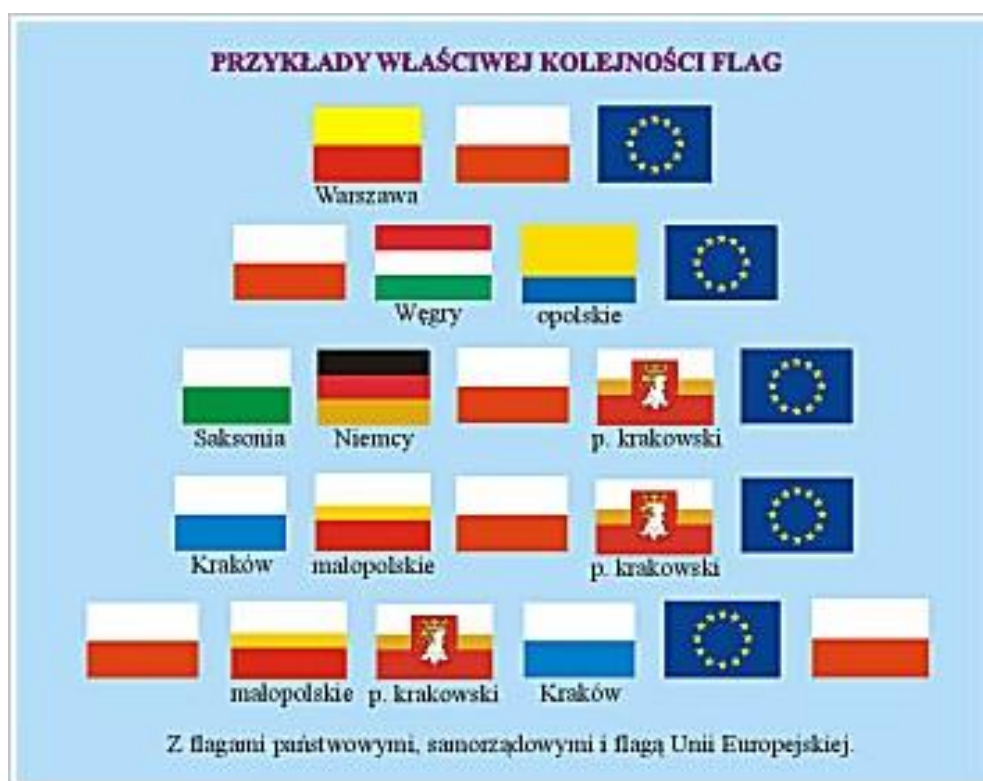 PRZYKŁADY WŁAŚCIWEJ KOLEJNOŚCI FLAG
Warszawa
Węgry opolskie
Saksonia Niemcy p. krakowski
Kraków małopolskie p. krakowski
małopolskie p. krakowski Kraków
Z flagami państwowymi, samorządowymi i flagą Unii Europejskiej.